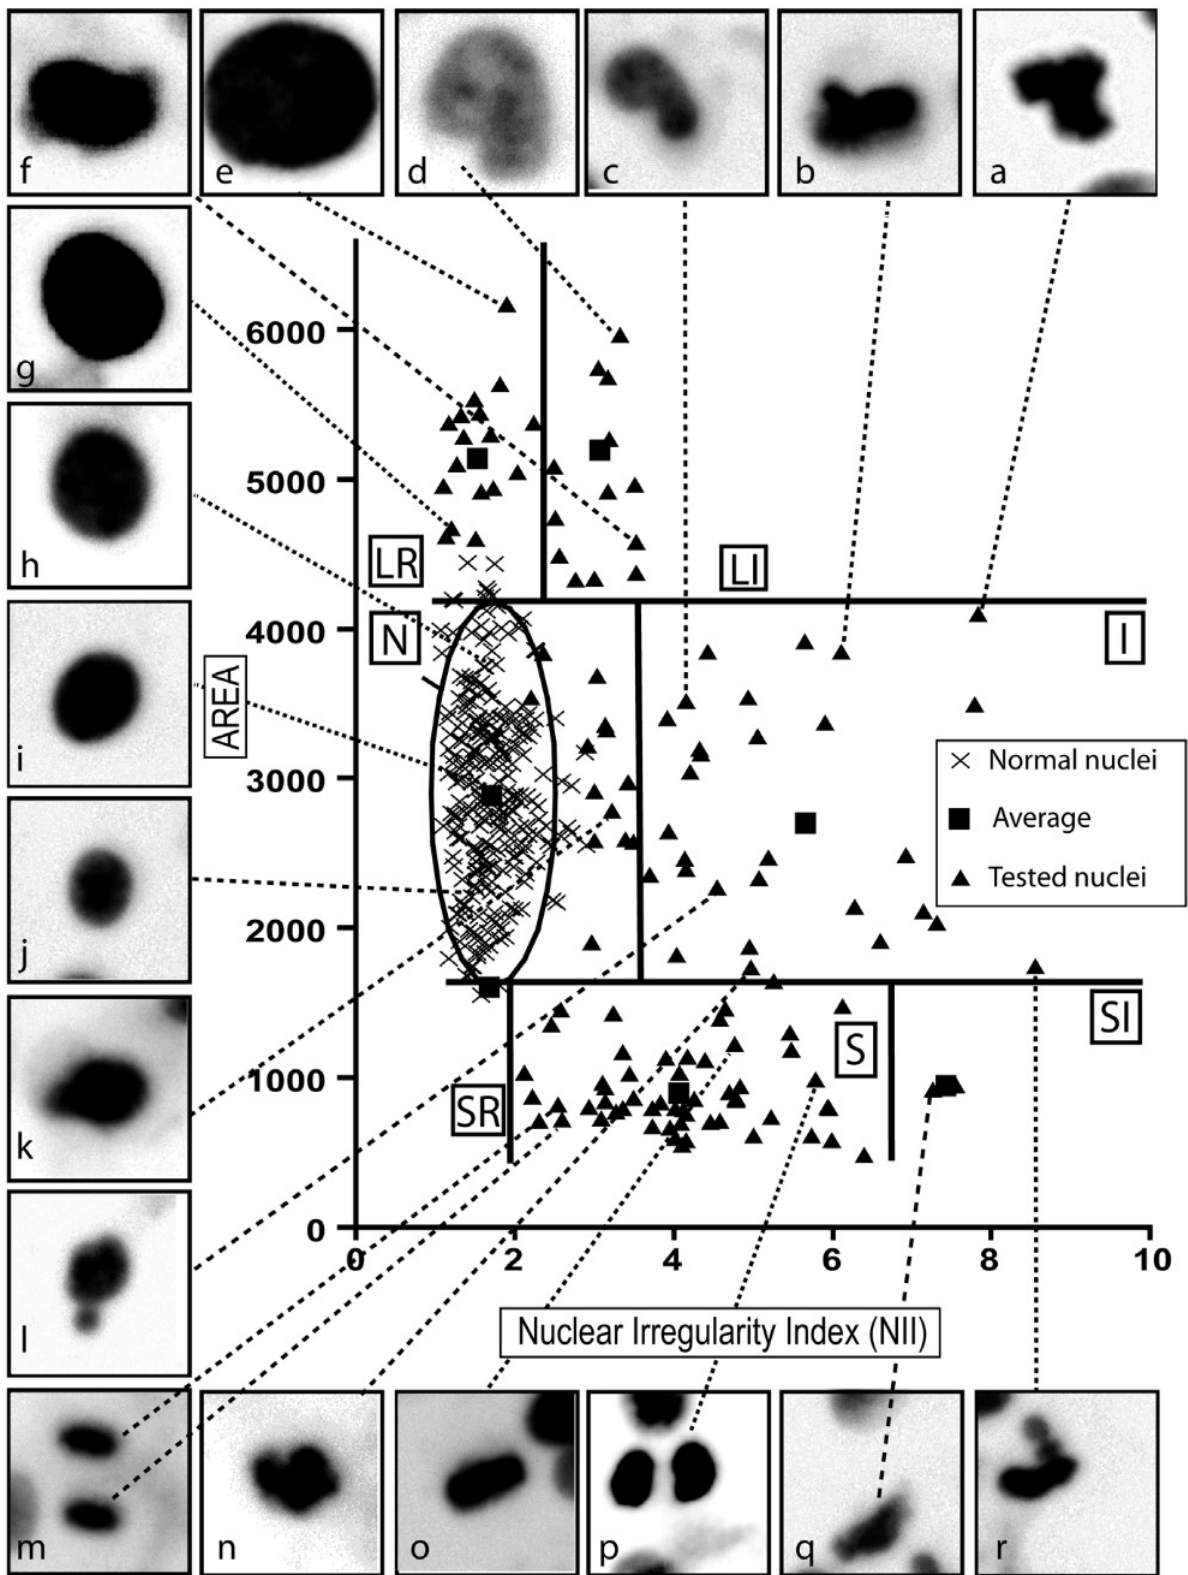 f e d c b a
g
h
i
j
k
l
m n o p q r
6000
5000
4000
3000
2000
1000
0
0 2 4 6 8 10
AREA
LR
LI
N
I
SR
S
SI
Normal nuclei
Average
Tested nuclei
Nuclear Irregularity Index (NII)